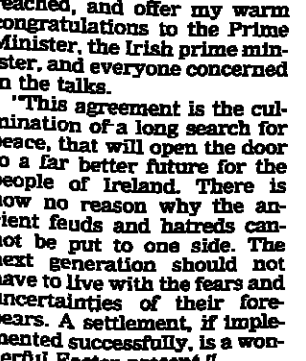 reached, and offer my warm
congratulations to the Prime
Minister, the Irish prime min-
ster, and everyone concerned
n the talks.
"This agreement is the cul-
mination of a long search for
peace, that will open the door
o a far better future for the
people of Ireland. There is
now no reason why the an-
ient feuds and hatreds can-
not be put to one side. The
next generation should not
have to live with the fears and
uncertainties of their fore-
bears. A settlement, if imple-
mented successfully, is a won-
erful Easter present."